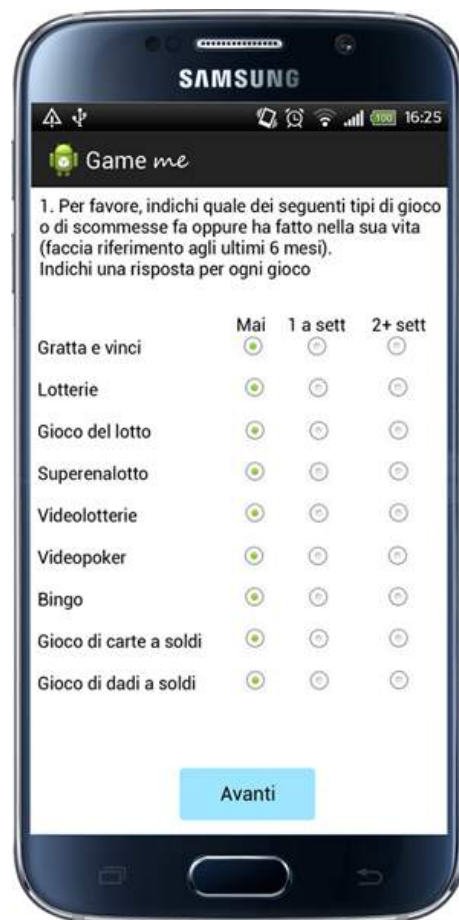 SAMSUNG
100 16:25
Game me
1. Per favore, indichi quale dei seguenti tipi di gioco
o di scommesse fa oppure ha fatto nella sua vita
(faccia riferimento agli ultimi 6 mesi).
Indichi una risposta per ogni gioco
Mai 1 a sett 2+ sett
Gratta e vinci
Lotterie
Gioco del lotto
Superenalotto
Videolotterie
Videopoker
Bingo
Gioco di carte a soldi
Gioco di dadi a soldi
Avanti